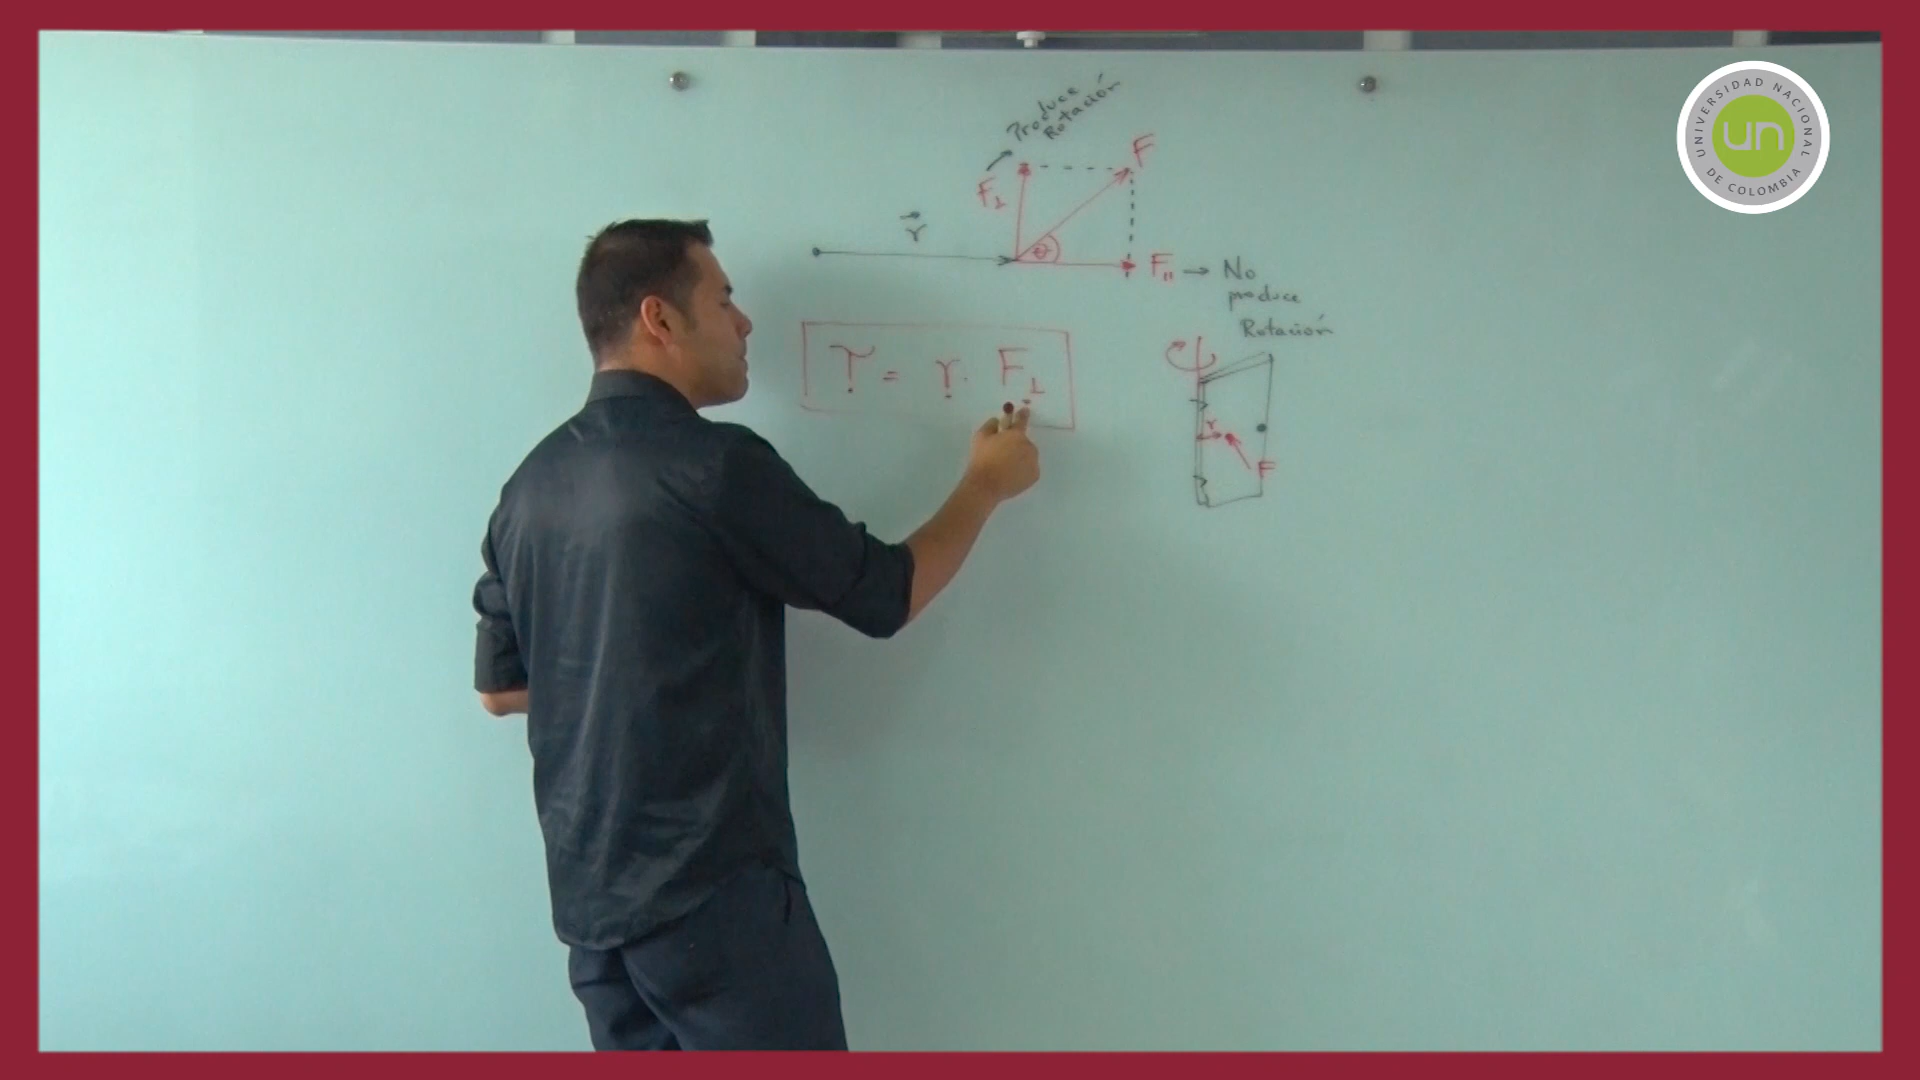 Produce
Rotación
F
F⊥
r⃗
θ
F,, → No
produce
Rotación
τ = r · F⊥
r
F
UNIVERSIDAD NACIONAL
DE COLOMBIA
un